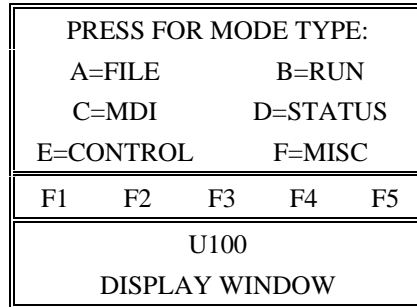 PRESS FOR MODE TYPE:
A=FILE B=RUN
C=MDI D=STATUS
E=CONTROL F=MISC
F1 F2 F3 F4 F5
U100
DISPLAY WINDOW